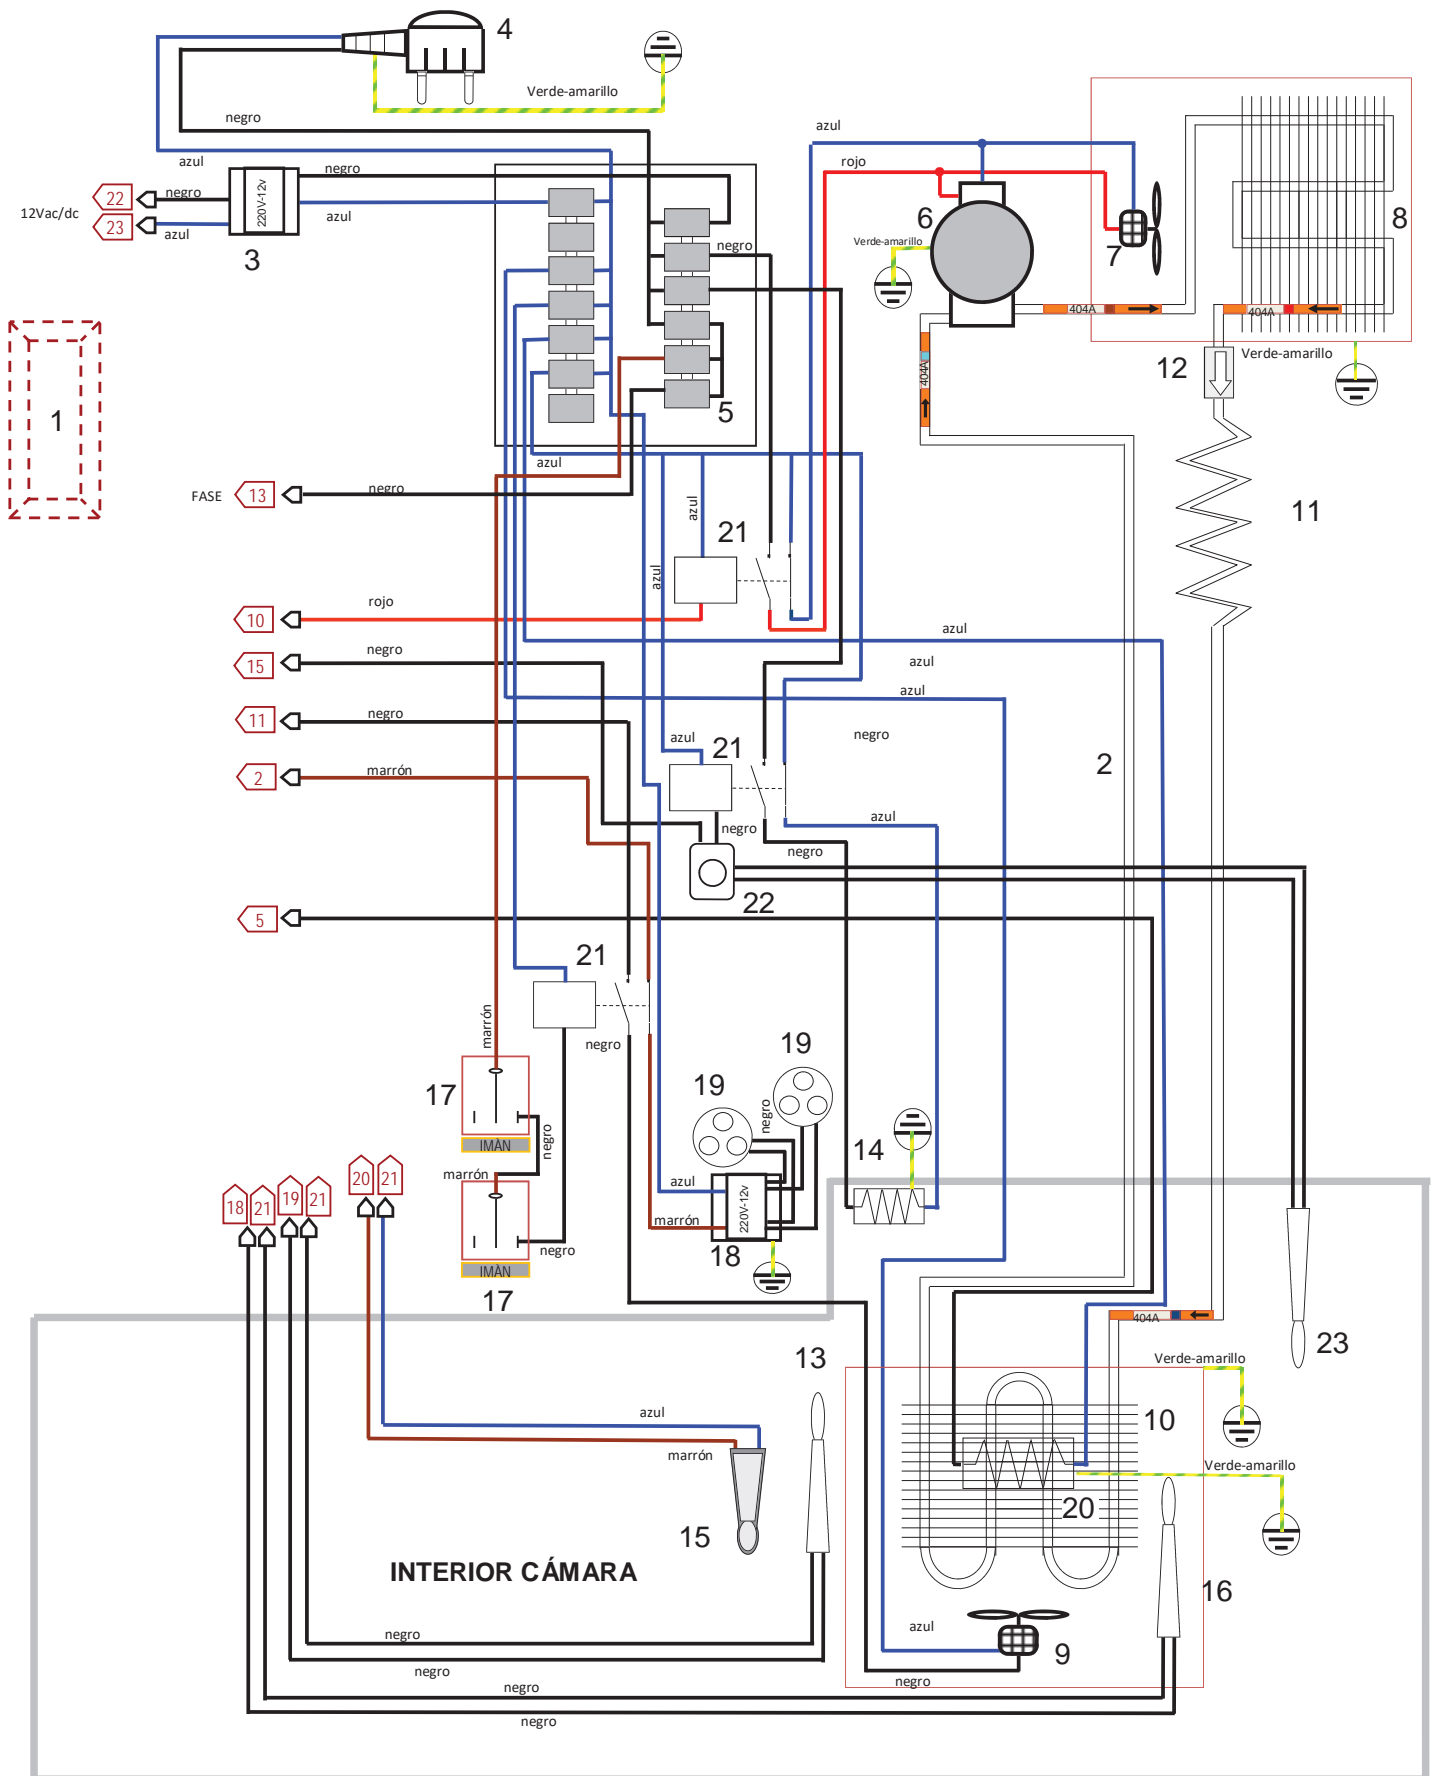 4
Verde-amarillo
negro
azul
azul
rojo
negro
22
negro
12Vac/dc
23
azul
220V-12v
azul
3
negro
6
Verde-amarillo
7
8
404A
404A
404A
12
Verde-amarillo
1
5
azul
FASE
13
negro
azul
21
11
azul
10
rojo
azul
15
negro
azul
azul
11
negro
negro
azul
21
2
2
marrón
azul
negro
negro
22
5
21
marrón
negro
19
19
17
negro
negro
IMÀN
14
20
21
marrón
azul
18
21
19
21
220V-12v
marrón
negro
18
IMÀN
17
404A
23
13
Verde-amarillo
azul
10
marrón
Verde-amarillo
20
15
INTERIOR CÁMARA
16
azul
negro
9
negro
negro
negro
negro